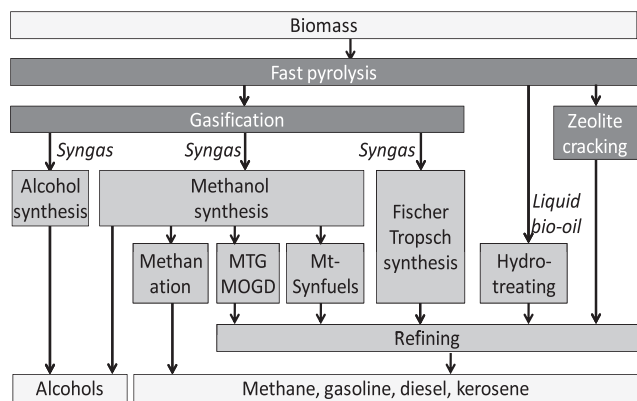 Biomass
Fast pyrolysis
Gasification
Zeolite
cracking
Syngas
Syngas
Syngas
Alcohol
synthesis
Methanol
synthesis
Fischer
Tropsch
synthesis
Liquid
bio-oil
Methan
ation
MTG
MOGD
Mt-
Synfuels
Hydro-
treating
Refining
Alcohols
Methane, gasoline, diesel, kerosene